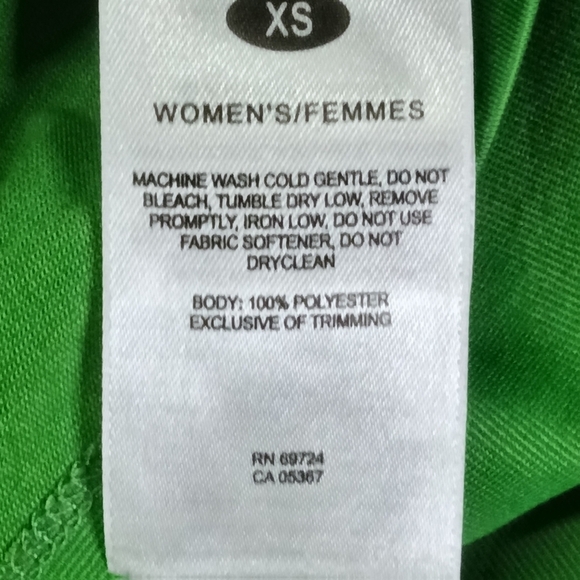 XS
WOMEN'S/FEMMES
MACHINE WASH COLD GENTLE, DO NOT
BLEACH, TUMBLE DRY LOW, REMOVE
PROMPTLY, IRON LOW, DO NOT USE
FABRIC SOFTENER, DO NOT
DRYCLEAN
BODY: 100% POLYESTER
EXCLUSIVE OF TRIMMING
RN 69724
CA 05367